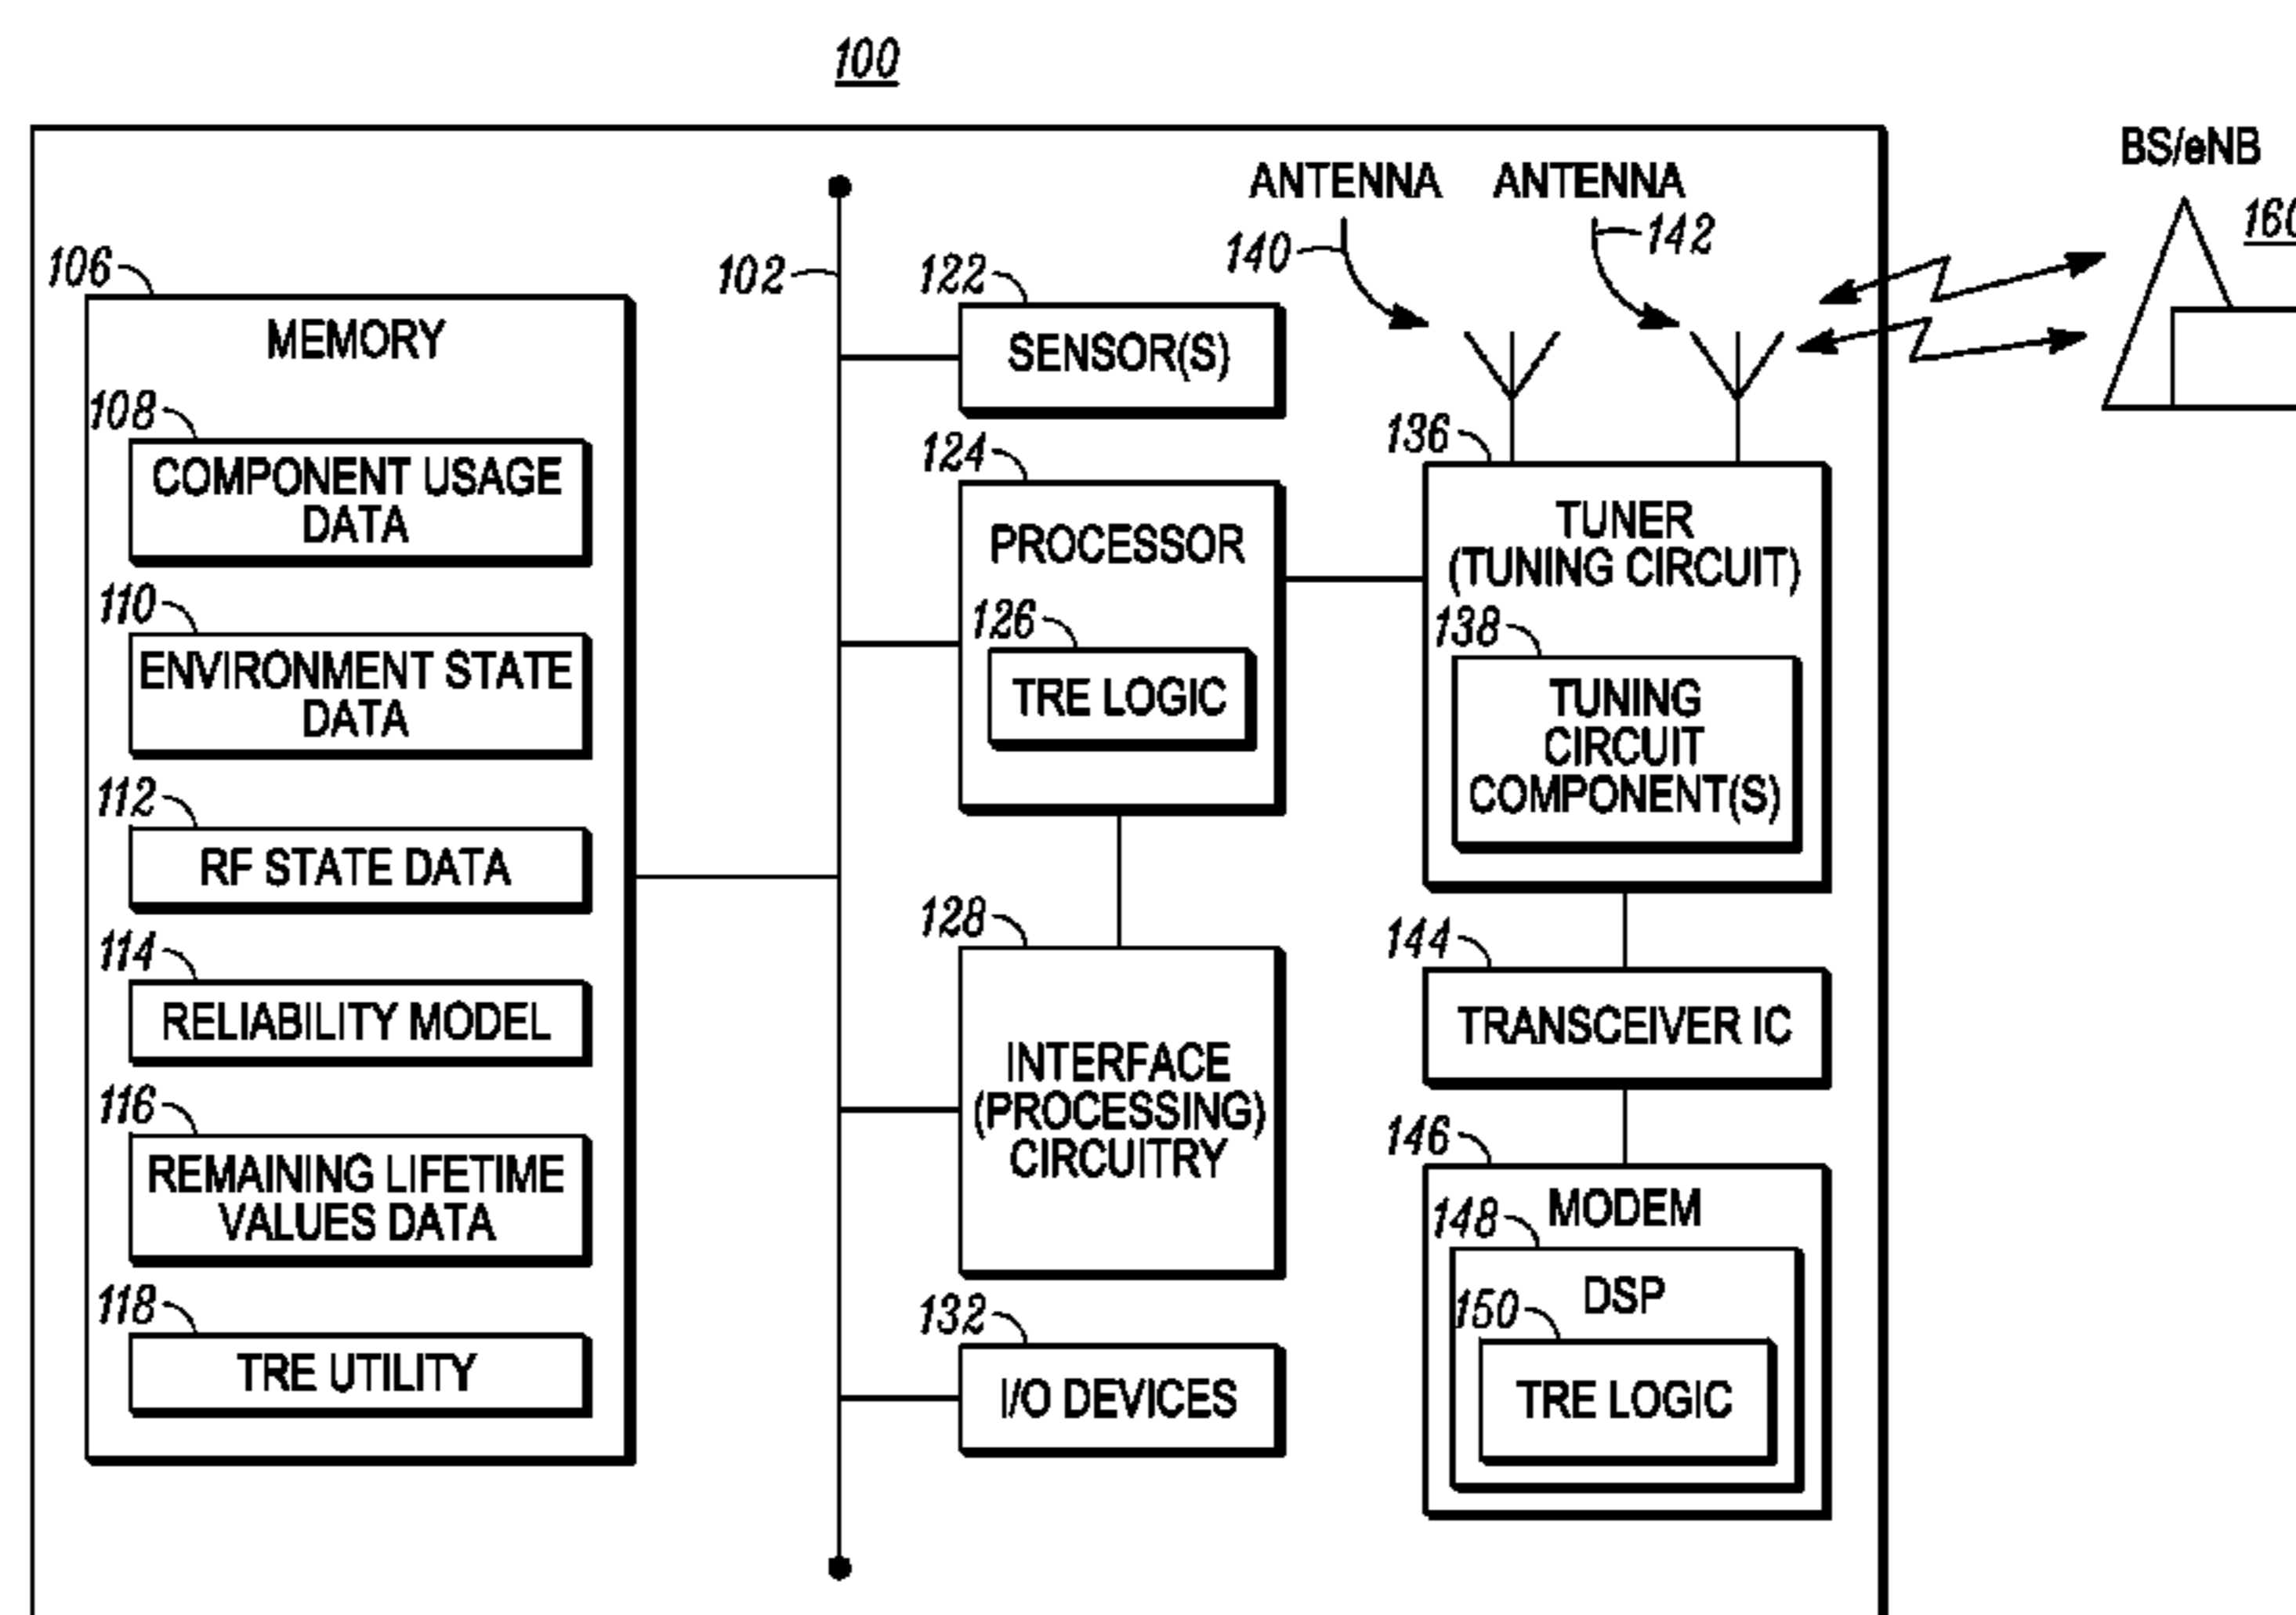 100
BS/eNB
160
ANTENNA
ANTENNA
140
142
106
MEMORY
108
COMPONENT USAGE
DATA
110
ENVIRONMENT STATE
DATA
112
RF STATE DATA
114
RELIABILITY MODEL
116
REMAINING LIFETIME
VALUES DATA
118
TRE UTILITY
102
122
SENSOR(S)
124
PROCESSOR
126
TRE LOGIC
128
INTERFACE
(PROCESSING)
CIRCUITRY
132
I/O DEVICES
136
TUNER
(TUNING CIRCUIT)
138
TUNING
CIRCUIT
COMPONENT(S)
144
TRANSCEIVER IC
146
MODEM
148
DSP
150
TRE LOGIC